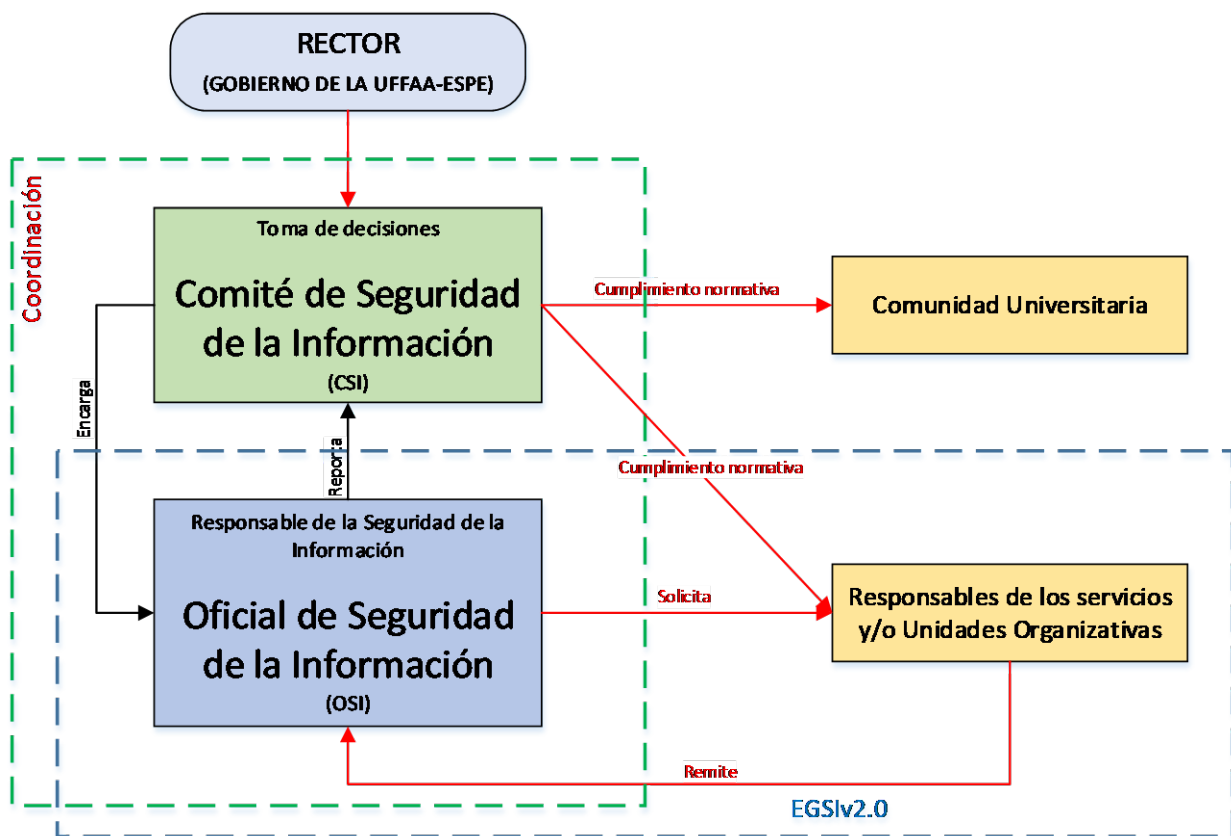 RECTOR
(GOBIERNO DE LA UFFAA-ESPE)
Coordinación
Toma de decisiones
Comité de Seguridad
de la Información
(CSI)
Cumplimiento normativa
Comunidad Universitaria
Encarga
Reporta
Cumplimiento normativa
Responsable de la Seguridad de la
Información
Oficial de Seguridad
de la Información
(OSI)
Solicita
Responsables de los servicios
y/o Unidades Organizativas
Remite
EGSIv2.0